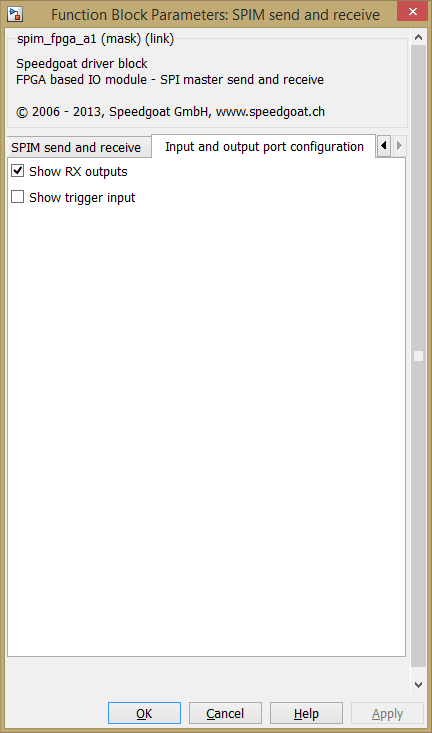 Function Block Parameters: SPIM send and receive
spim_fpga_a1 (mask) (link)
Speedgoat driver block
FPGA based IO module - SPI master send and receive
© 2006 - 2013, Speedgoat GmbH, www.speedgoat.ch
SPIM send and receive Input and output port configuration
Show RX outputs
Show trigger input
OK Cancel Help Apply